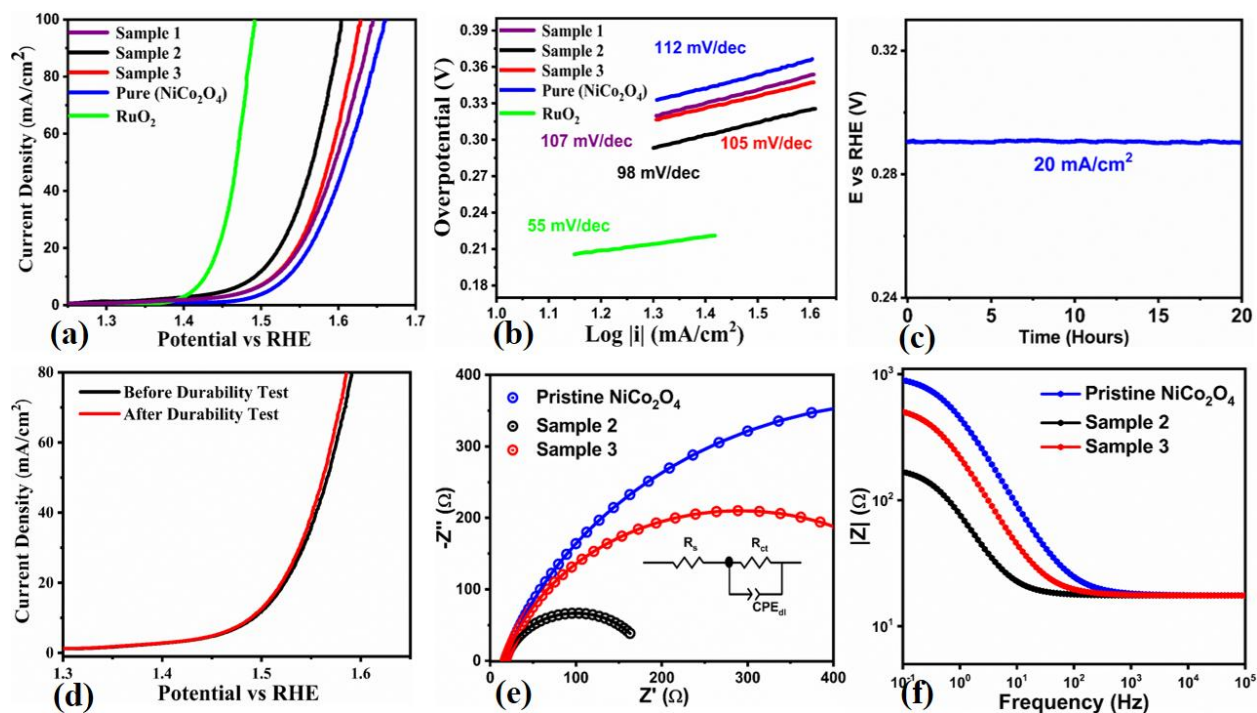 100
80
60
40
20
0
Current Density (mA/cm²)
Sample 1
Sample 2
Sample 3
Pure (NiCo₂O₄)
RuO₂
(a)
1.3 1.4 1.5 1.6 1.7
Potential vs RHE
0.39
0.36
0.33
0.30
0.27
0.24
0.21
0.18
Overpotential (V)
Sample 1
Sample 2
Sample 3
Pure (NiCo₂O₄)
RuO₂
112 mV/dec
107 mV/dec
105 mV/dec
98 mV/dec
55 mV/dec
(b)
1.0 1.1 1.2 1.3 1.4 1.5 1.6 1.7
Log |i| (mA/cm²)
0.32
0.28
0.24
E vs RHE (V)
20 mA/cm²
(c)
0 5 10 15 20
Time (Hours)
80
60
40
20
0
Current Density (mA/cm²)
Before Durability Test
After Durability Test
(d)
1.3 1.4 1.5 1.6
Potential vs RHE
400
350
300
250
200
150
100
50
0
-Z'' (Ω)
Pristine NiCo₂O₄
Sample 2
Sample 3
Rs
Rct
CPEdl
(e)
0 50 100 200 300 400
Z' (Ω)
10³
10²
10¹
|Z| (Ω)
Pristine NiCo₂O₄
Sample 2
Sample 3
(f)
10⁻¹ 10⁰ 10¹ 10² 10³ 10⁴ 10⁵
Frequency (Hz)